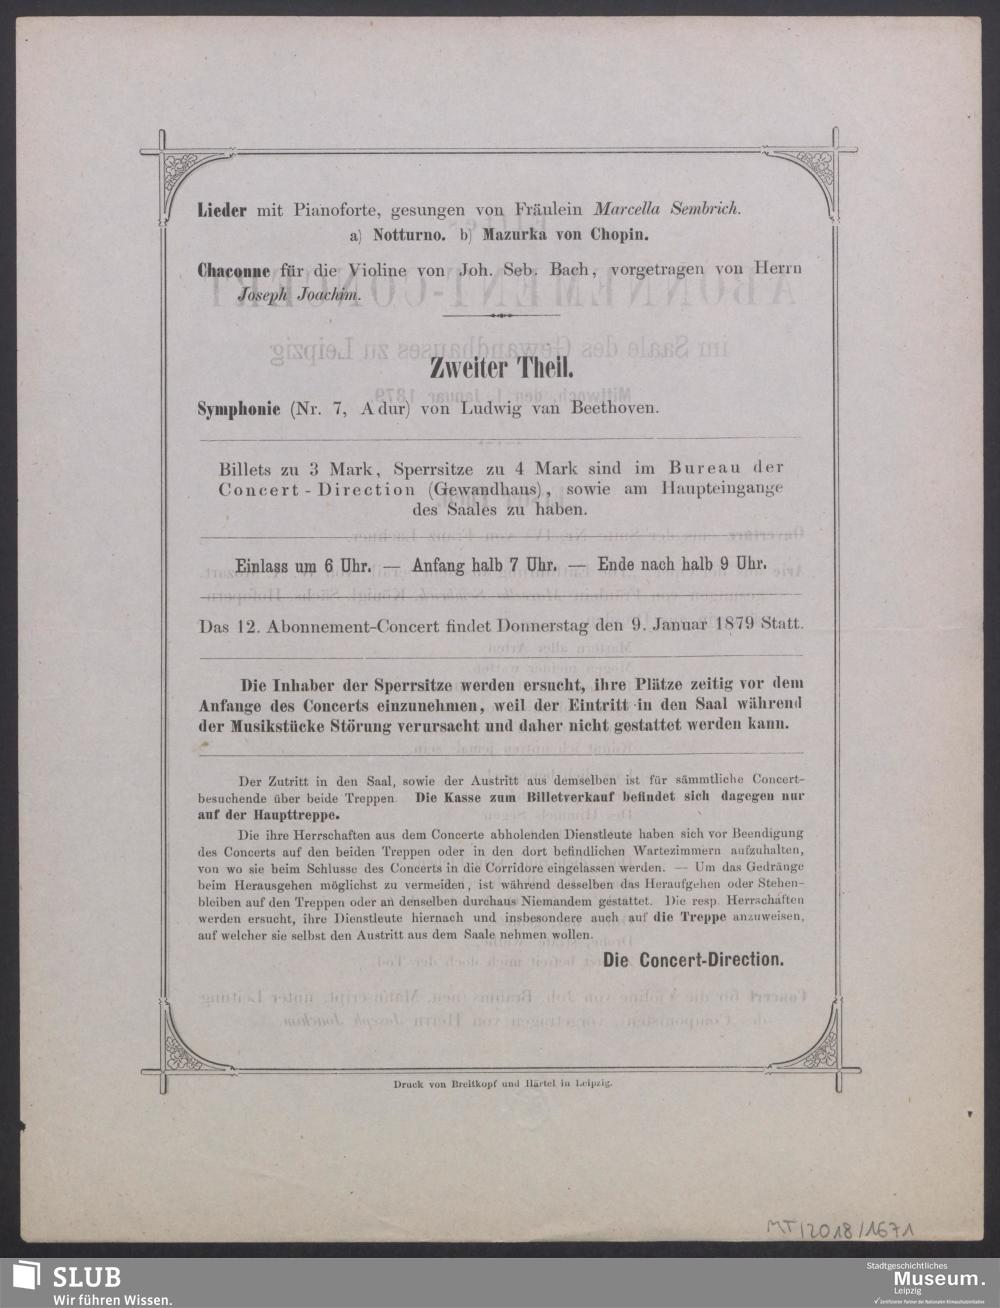 Lieder mit Pianoforte, gesungen von Fräulein Marcella Sembrich.
a) Notturno. b) Mazurka von Chopin.
Chaconne für die Violine von Joh. Seb. Bach, vorgetragen von Herrn
Joseph Joachim.
Zweiter Theil.
Symphonie (Nr. 7, A dur) von Ludwig van Beethoven.
Billets zu 3 Mark, Sperrsitze zu 4 Mark sind im Bureau der
Concert-Direction (Gewandhaus), sowie am Haupteingange
des Saales zu haben.
Einlass um 6 Uhr. — Anfang halb 7 Uhr. — Ende nach halb 9 Uhr.
Das 12. Abonnement-Concert findet Donnerstag den 9. Januar 1879 Statt.
Die Inhaber der Sperrsitze werden ersucht, ihre Plätze zeitig vor dem
Anfange des Concerts einzunehmen, weil der Eintritt in den Saal während
der Musikstücke Störung verursacht und daher nicht gestattet werden kann.
Der Zutritt in den Saal, sowie der Austritt aus demselben ist für sämmtliche Concert-
besuchende über beide Treppen. Die Kasse zum Billetverkauf befindet sich dagegen nur
auf der Haupttreppe.
Die ihre Herrschaften aus dem Concerte abholenden Dienstleute haben sich vor Beendigung
des Concerts auf den beiden Treppen oder in den dort befindlichen Wartezimmern aufzuhalten,
von wo sie beim Schlusse des Concerts in die Corridore eingelassen werden. — Um das Gedränge
beim Herausgehen möglichst zu vermeiden, ist während desselben das Heraufgehen oder Stehen-
bleiben auf den Treppen oder an denselben durchaus Niemandem gestattet. Die resp. Herrschaften
werden ersucht, ihre Dienstleute hiernach und insbesondere auch auf die Treppe anzuweisen,
auf welcher sie selbst den Austritt aus dem Saale nehmen wollen.
Die Concert-Direction.
Druck von Breitkopf und Härtel in Leipzig.
MT/2018/1671
SLUB
Wir führen Wissen.
Stadtgeschichtliches
Museum.
Leipzig
Zertifizierter Partner der Nationalen Klimaschutzinitiative